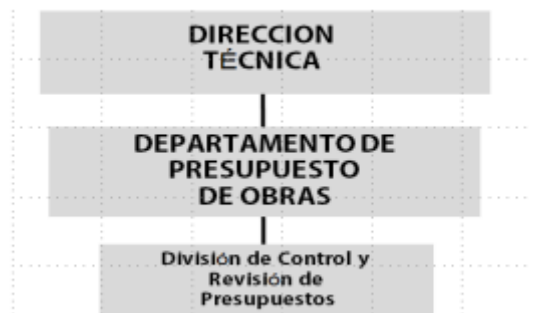 DIRECCION
TÉCNICA
DEPARTAMENTO DE
PRESUPUESTO
DE OBRAS
División de Control y
Revisión de
Presupuestos